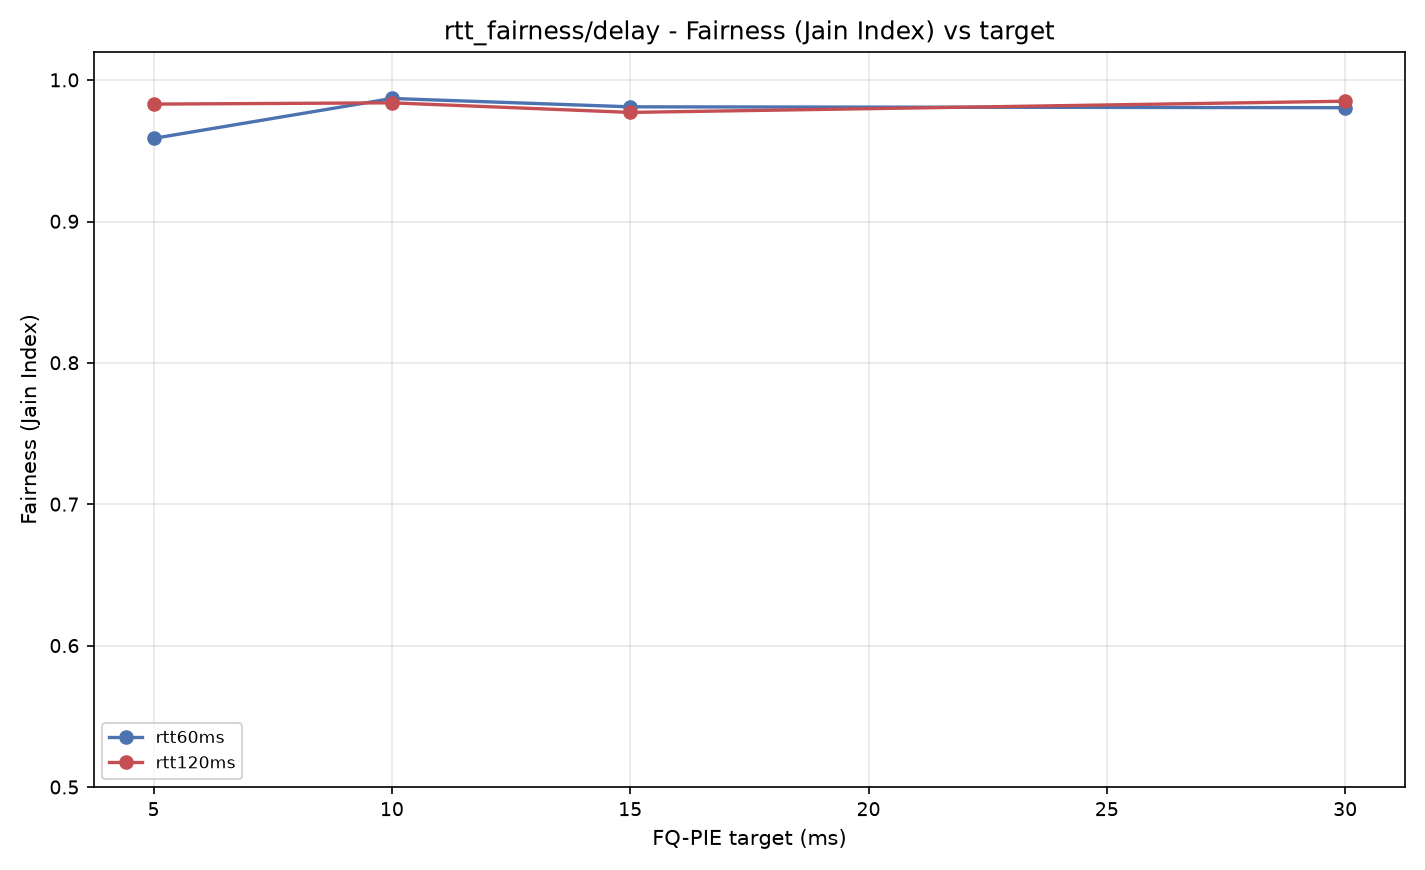 rtt_fairness/delay - Fairness (Jain Index) vs target
Fairness (Jain Index)
1.0
0.9
0.8
0.7
0.6
0.5
rtt60ms
rtt120ms
5
10
15
20
25
30
FQ-PIE target (ms)